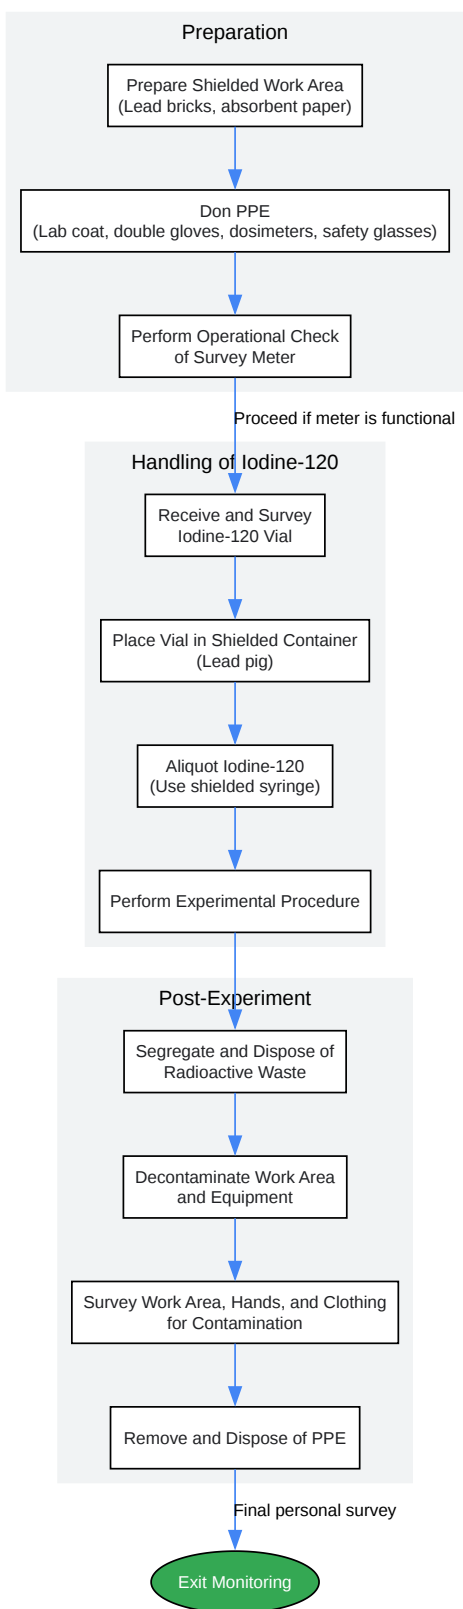 Preparation
Prepare Shielded Work Area
(Lead bricks, absorbent paper)
Don PPE
(Lab coat, double gloves, dosimeters, safety glasses)
Perform Operational Check
of Survey Meter
Proceed if meter is functional
Handling of Iodine-120
Receive and Survey
Iodine-120 Vial
Place Vial in Shielded Container
(Lead pig)
Aliquot Iodine-120
(Use shielded syringe)
Perform Experimental Procedure
Post-Experiment
Segregate and Dispose of
Radioactive Waste
Decontaminate Work Area
and Equipment
Survey Work Area, Hands, and Clothing
for Contamination
Remove and Dispose of PPE
Final personal survey
Exit Monitoring